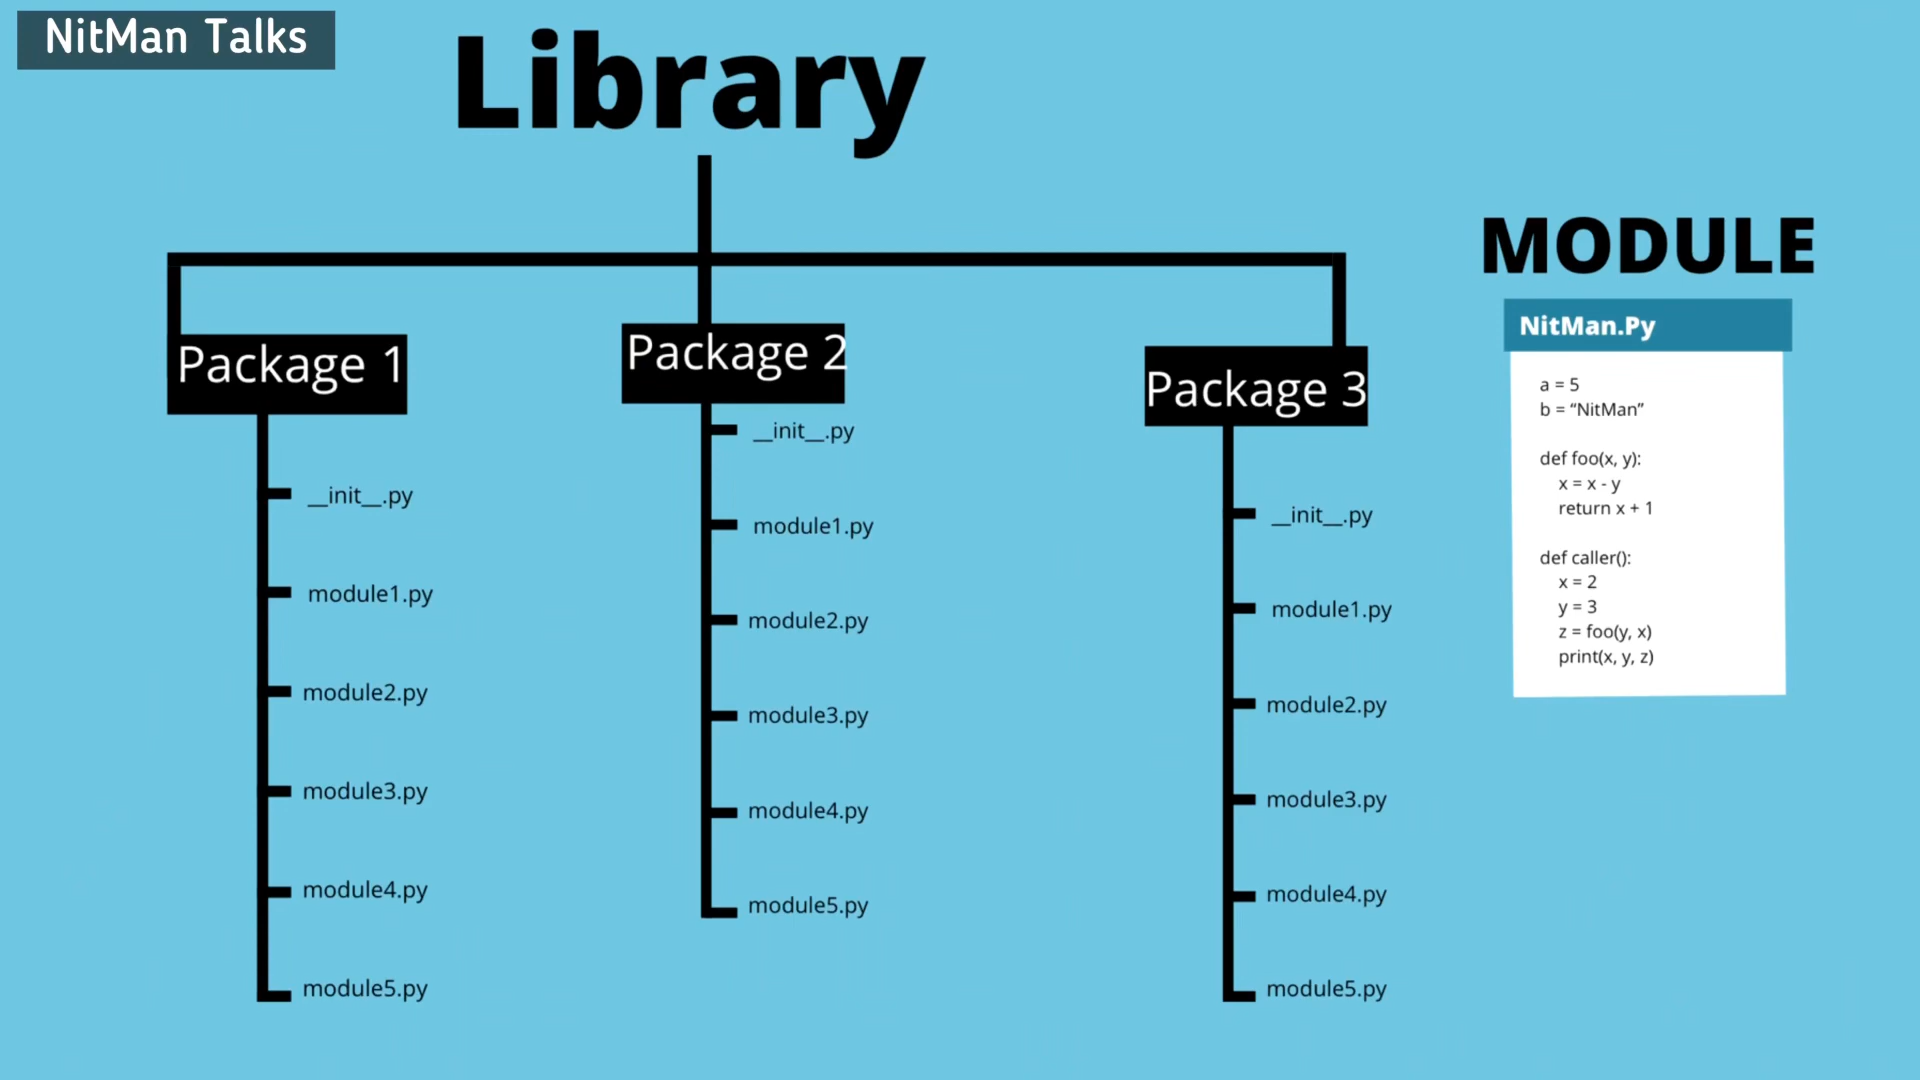 NitMan Talks
Library
Package 1
__init__.py
module1.py
module2.py
module3.py
module4.py
module5.py
Package 2
__init__.py
module1.py
module2.py
module3.py
module4.py
module5.py
Package 3
__init__.py
module1.py
module2.py
module3.py
module4.py
module5.py
MODULE
NitMan.Py
a = 5
b = “NitMan”
def foo(x, y):
x = x - y
return x + 1
def caller():
x = 2
y = 3
z = foo(y, x)
print(x, y, z)